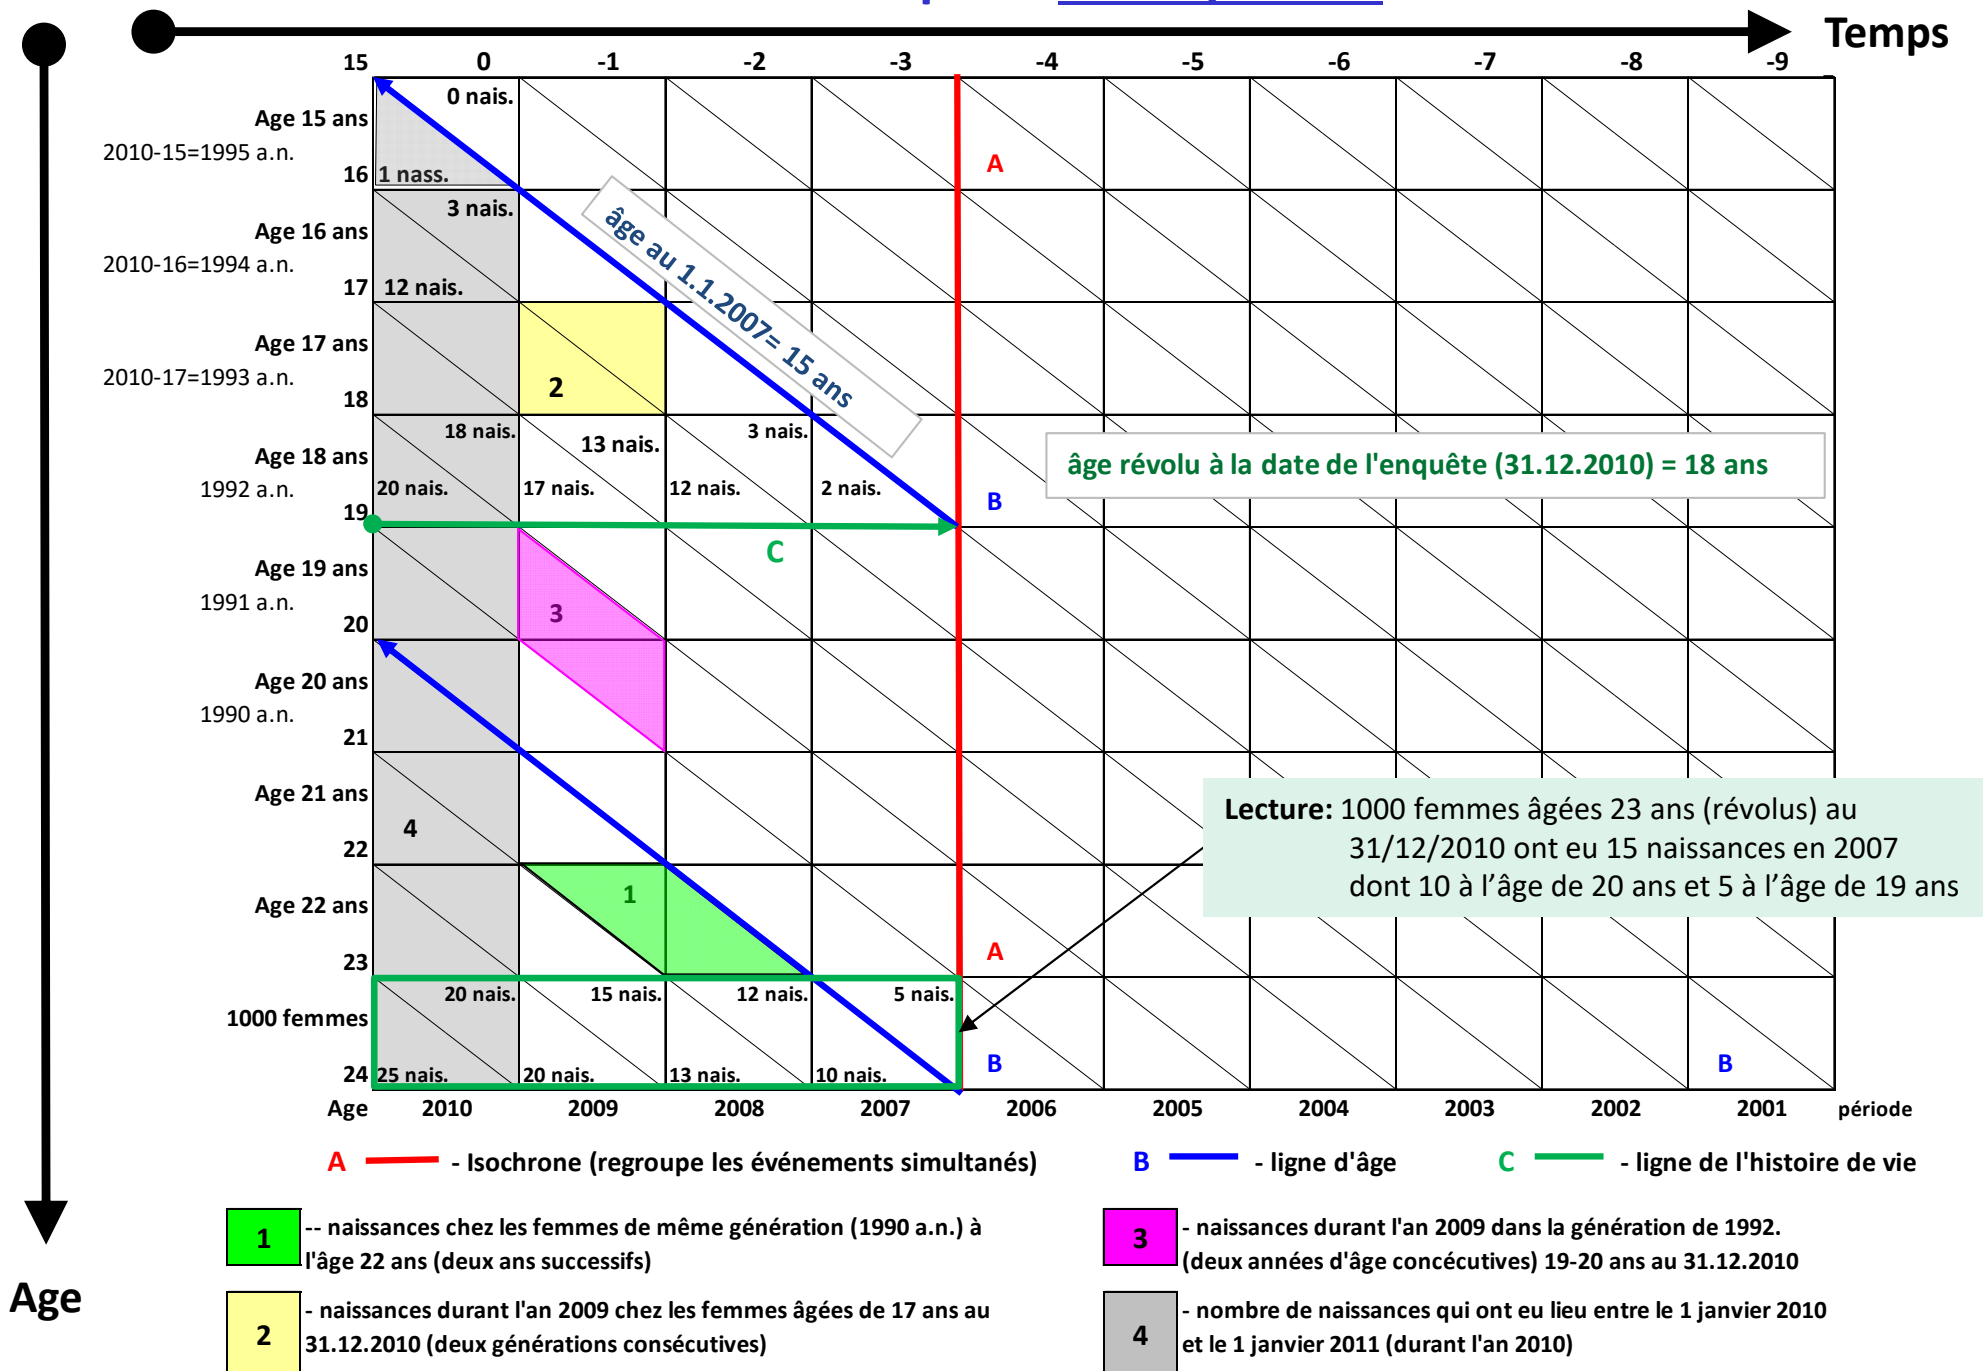 Temps
15 0 -1 -2 -3 -4 -5 -6 -7 -8 -9
0 nais.
Age 15 ans
2010-15=1995 a.n.
A
16 1 nass.
3 nais.
Age 16 ans
2010-16=1994 a.n.
17 12 nais.
âge au 1.1.2007= 15 ans
Age 17 ans
2010-17=1993 a.n.
2
18
18 nais. 13 nais. 3 nais.
Age 18 ans
âge révolu à la date de l'enquête (31.12.2010) = 18 ans
1992 a.n.
20 nais. 17 nais. 12 nais. 2 nais.
B
19
C
Age 19 ans
1991 a.n.
3
20
Age 20 ans
1990 a.n.
21
Age 21 ans
4
22
Lecture: 1000 femmes âgées 23 ans (révolus) au
31/12/2010 ont eu 15 naissances en 2007
dont 10 à l’âge de 20 ans et 5 à l’âge de 19 ans
1
Age 22 ans
A
23
20 nais. 15 nais. 12 nais. 5 nais.
1000 femmes
B B
24 25 nais. 20 nais. 13 nais. 10 nais.
Age 2010 2009 2008 2007 2006 2005 2004 2003 2002 2001 période
A - Isochrone (regroupe les événements simultanés) B - ligne d'âge C - ligne de l'histoire de vie
1 -- naissances chez les femmes de même génération (1990 a.n.) à
l'âge 22 ans (deux ans successifs)
3 - naissances durant l'an 2009 dans la génération de 1992.
(deux années d'âge concécutives) 19-20 ans au 31.12.2010
Age
2 - naissances durant l'an 2009 chez les femmes âgées de 17 ans au
31.12.2010 (deux générations consécutives)
4 - nombre de naissances qui ont eu lieu entre le 1 janvier 2010
et le 1 janvier 2011 (durant l'an 2010)